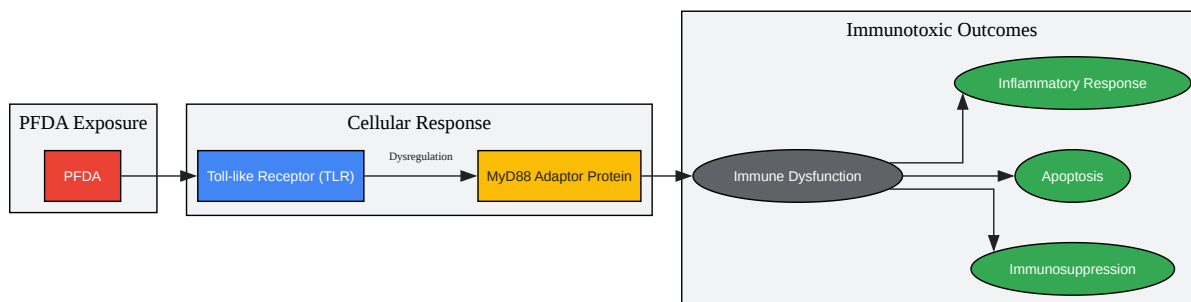 PFDA Exposure
PFDA
Cellular Response
Toll-like Receptor (TLR)
Dysregulation
MyD88 Adaptor Protein
Immunotoxic Outcomes
Immune Dysfunction
Inflammatory Response
Apoptosis
Immunosuppression